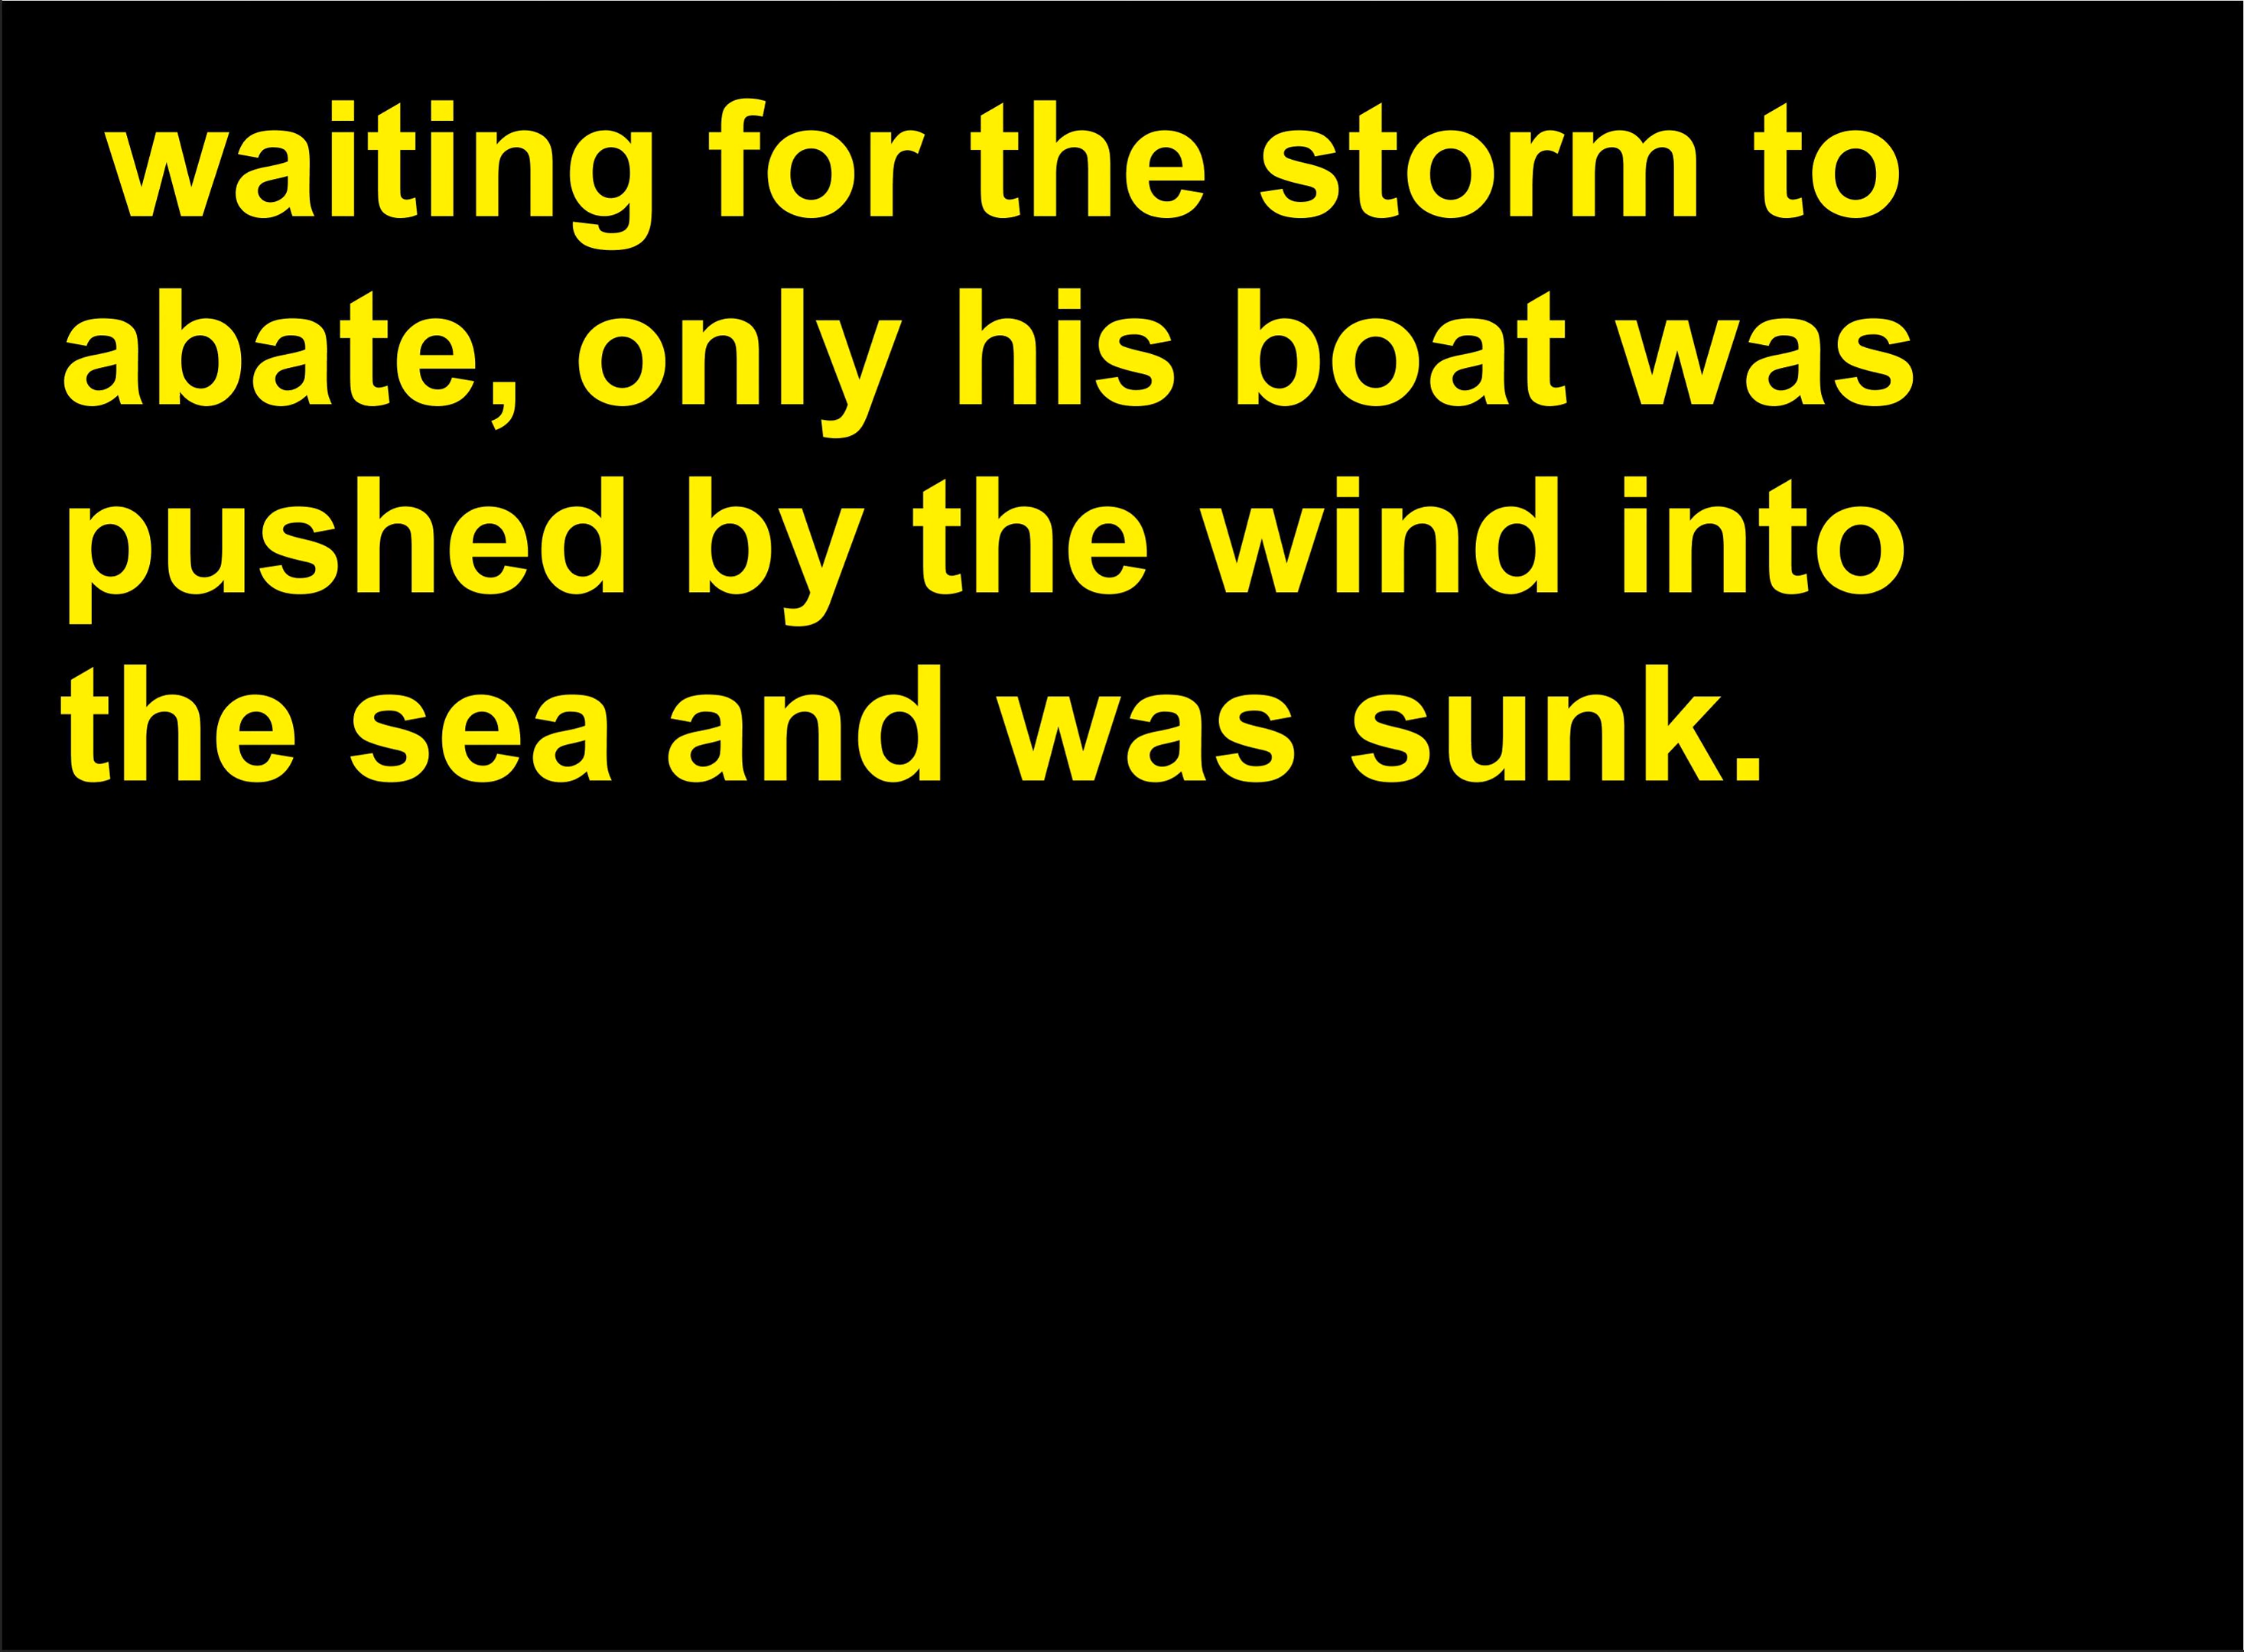 waiting for the storm to
abate, only his boat was
pushed by the wind into
the sea and was sunk.